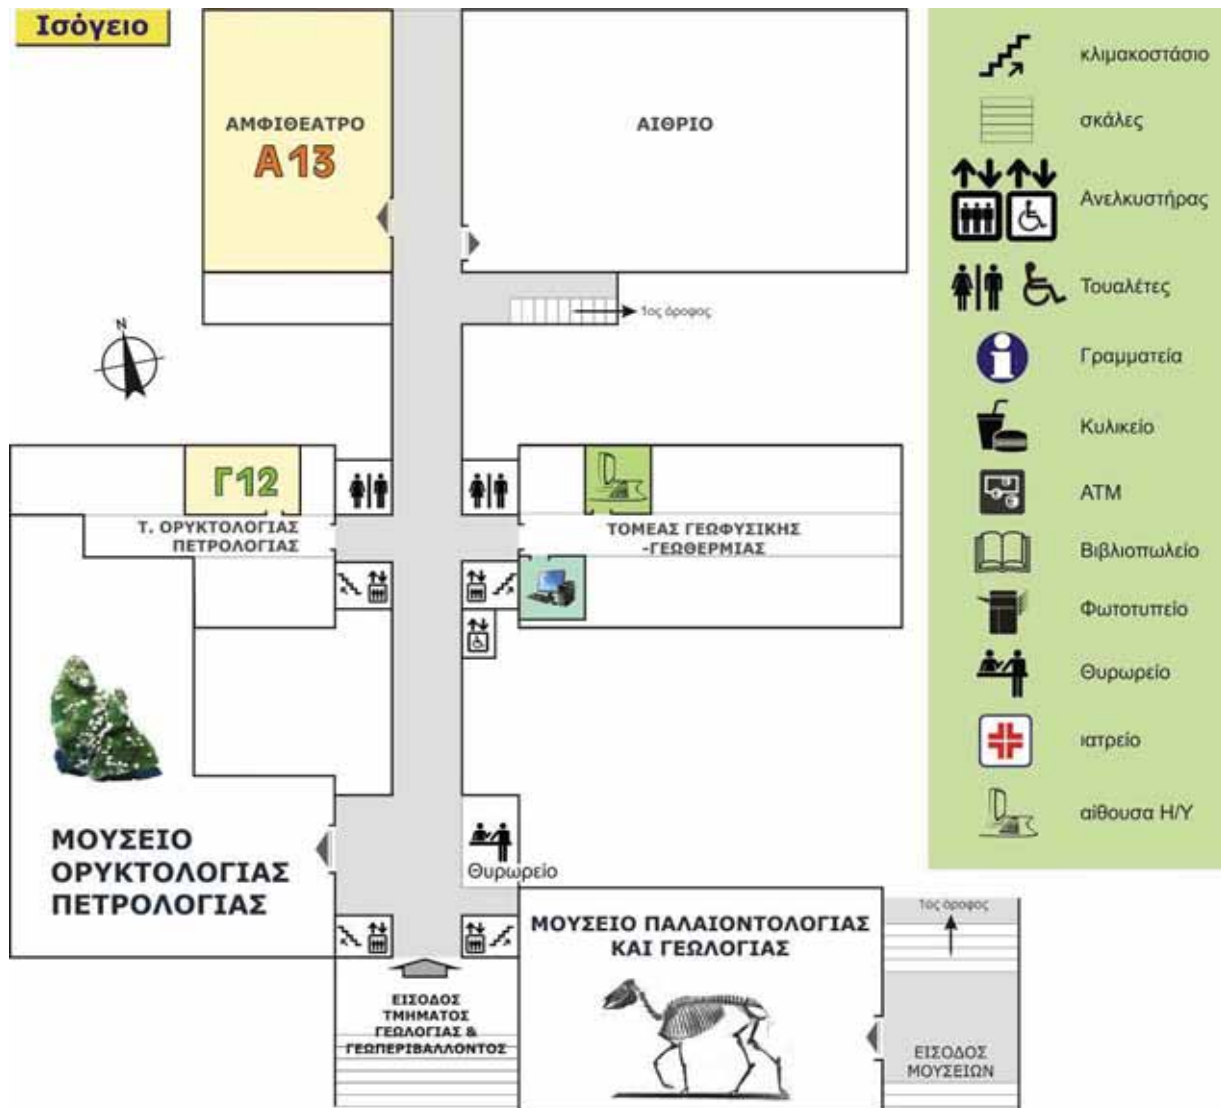 Ισόγειο
ΑΜΦΙΘΕΑΤΡΟ
Α13
ΑΙΘΡΙΟ
1ος όροφος
N
Γ12
Τ. ΟΡΥΚΤΟΛΟΓΙΑΣ
ΠΕΤΡΟΛΟΓΙΑΣ
ΤΟΜΕΑΣ ΓΕΩΦΥΣΙΚΗΣ
-ΓΕΩΘΕΡΜΙΑΣ
ΜΟΥΣΕΙΟ
ΟΡΥΚΤΟΛΟΓΙΑΣ
ΠΕΤΡΟΛΟΓΙΑΣ
Θυρωρείο
ΜΟΥΣΕΙΟ ΠΑΛΑΙΟΝΤΟΛΟΓΙΑΣ
ΚΑΙ ΓΕΩΛΟΓΙΑΣ
1ος όροφος
ΕΙΣΟΔΟΣ
ΤΜΗΜΑΤΟΣ
ΓΕΩΛΟΓΙΑΣ &
ΓΕΩΠΕΡΙΒΑΛΛΟΝΤΟΣ
ΕΙΣΟΔΟΣ
ΜΟΥΣΕΙΩΝ
κλιμακοστάσιο
σκάλες
Ανελκυστήρας
Τουαλέτες
Γραμματεία
Κυλικείο
ATM
Βιβλιοπωλείο
Φωτοτυπείο
Θυρωρείο
ιατρείο
αίθουσα Η/Υ